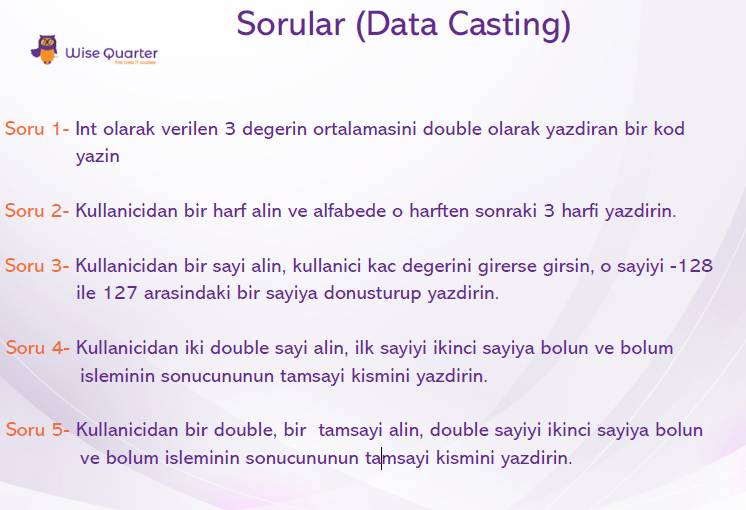 Sorular (Data Casting)
Wise Quarter
first class IT courses
Soru 1- Int olarak verilen 3 degerin ortalamasini double olarak yazdiran bir kod
yazin
Soru 2- Kullanicidan bir harf alin ve alfabede o harften sonraki 3 harfi yazdirin.
Soru 3- Kullanicidan bir sayi alin, kullanici kac degerini girerse girsin, o sayiyi -128
ile 127 arasindaki bir sayiya donusturup yazdirin.
Soru 4- Kullanicidan iki double sayi alin, ilk sayiyi ikinci sayiya bolun ve bolum
isleminin sonucununun tamsayi kismini yazdirin.
Soru 5- Kullanicidan bir double, bir  tamsayi alin, double sayiyi ikinci sayiya bolun
ve bolum isleminin sonucununun tamsayi kismini yazdirin.